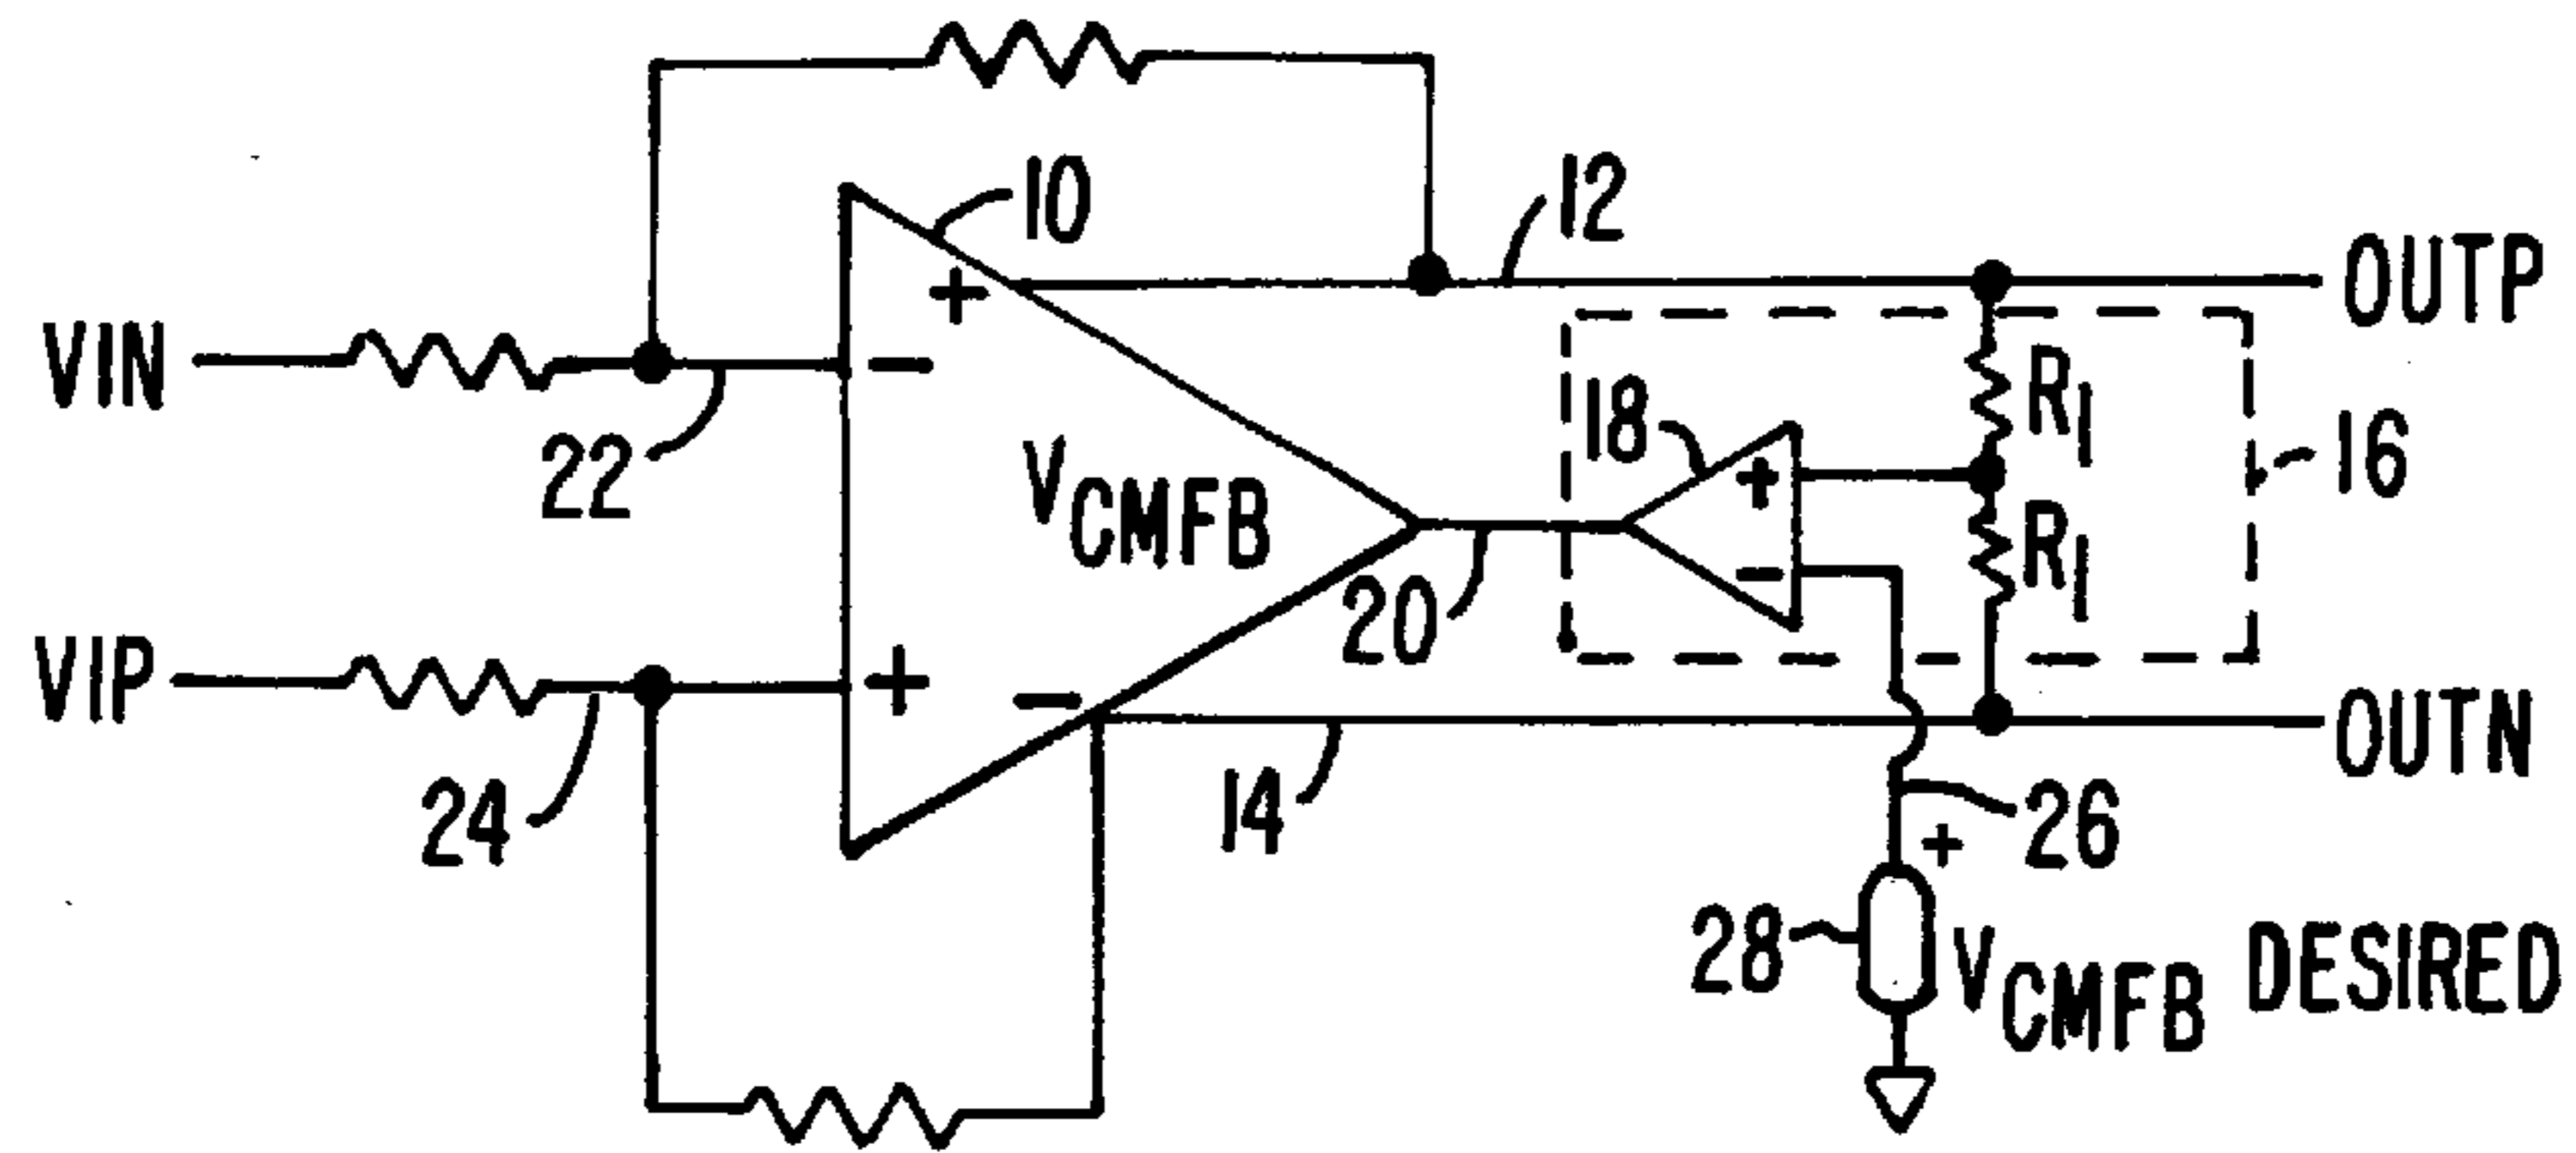 10
12
OUTP
+
-
VIN
22
18
R1
16
VCMFB
+
-
20
R1
VIP
24
+
-
14
OUTN
26
+
28
VCMFB DESIRED